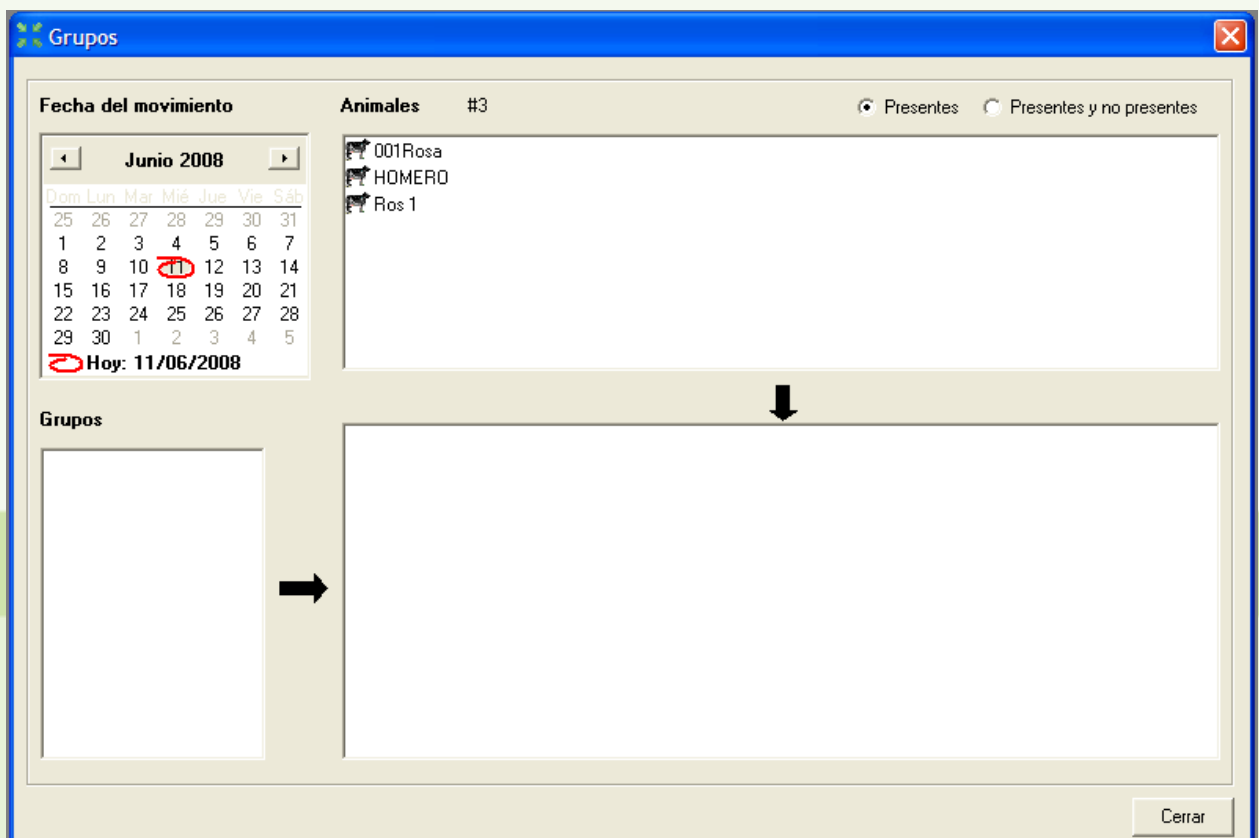 Grupos
Fecha del movimiento
Animales #3
Presentes
Presentes y no presentes
Junio 2008
Dom Lun Mar Mié Jue Vie Sáb
25 26 27 28 29 30 31
1 2 3 4 5 6 7
8 9 10 11 12 13 14
15 16 17 18 19 20 21
22 23 24 25 26 27 28
29 30 1 2 3 4 5
Hoy: 11/06/2008
001Rosa
HOMERO
Ros 1
Grupos
Cerrar